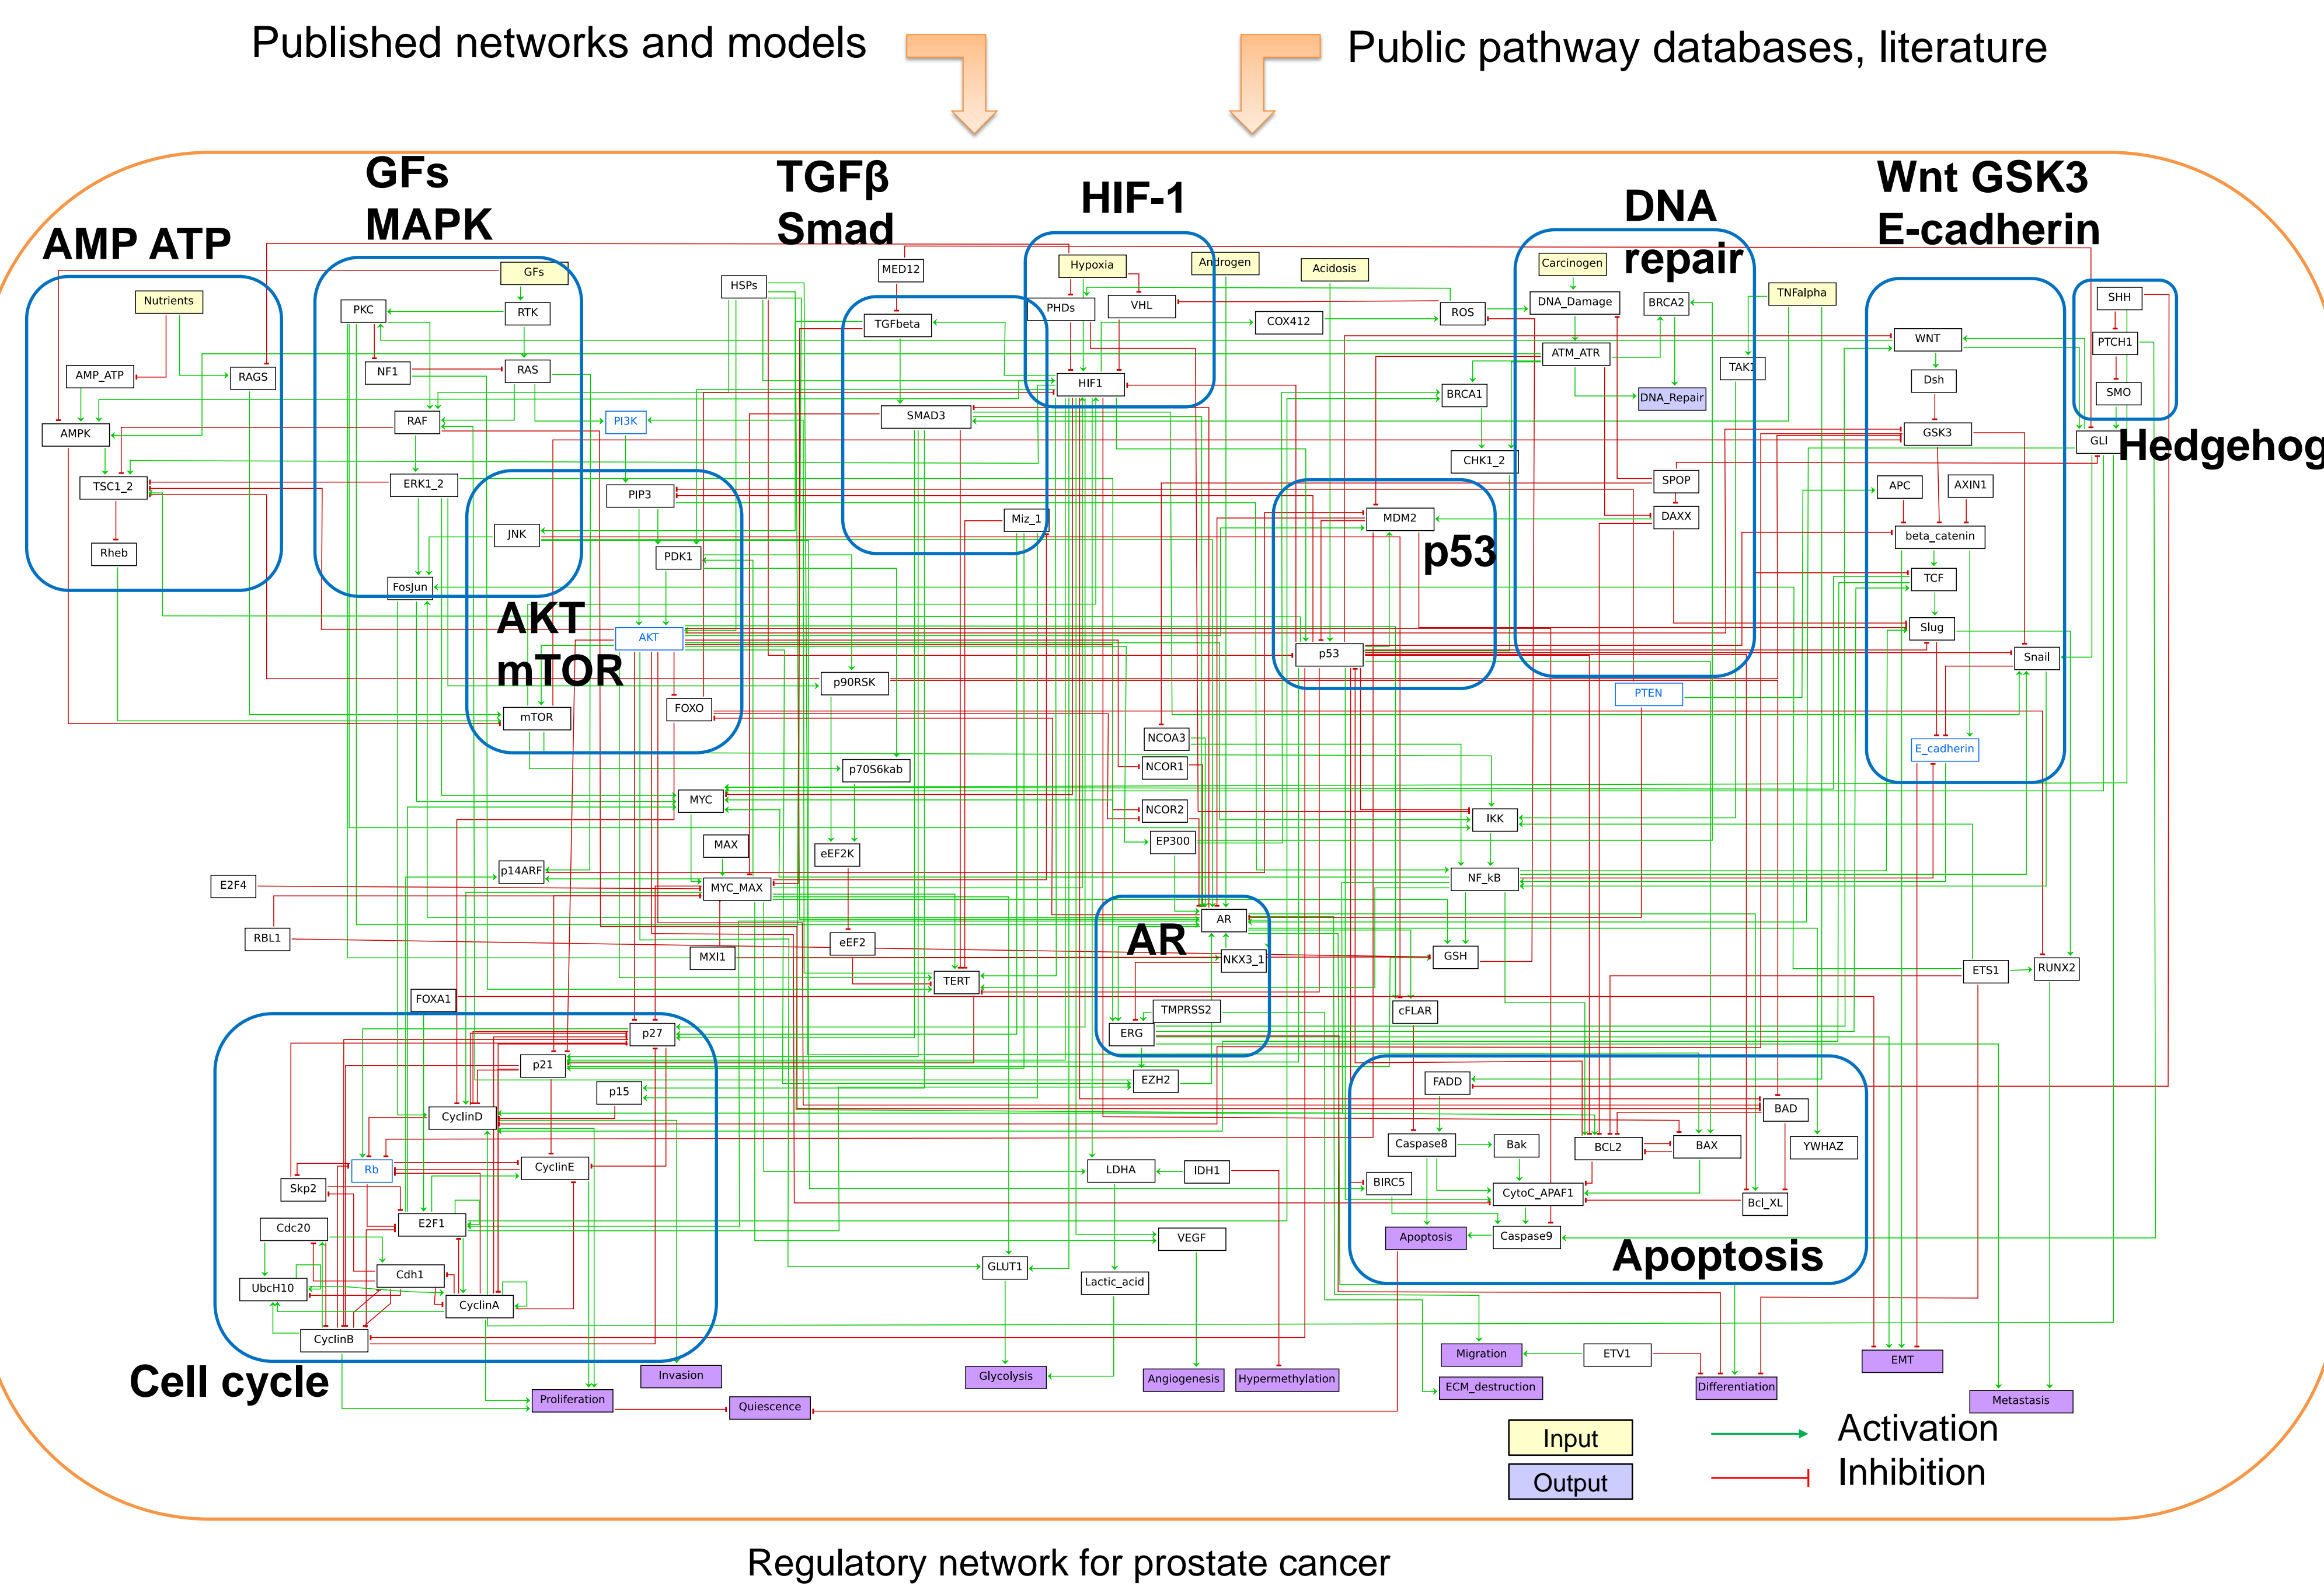 Published networks and models
Public pathway databases, literature
GFs
MAPK
TGFβ
Smad
HIF-1
DNA
repair
Wnt GSK3
E-cadherin
AMP ATP
Hedgehog
p53
AKT
mTOR
AR
Apoptosis
Cell cycle
GFs
Hypoxia
Androgen
Acidosis
Carcinogen
TNFalpha
Nutrients
MED12
HSPs
PKC
RTK
TGFbeta
PHDs
VHL
COX412
ROS
DNA_Damage
BRCA2
SHH
WNT
PTCH1
AMP_ATP
RAGS
NF1
RAS
HIF1
ATM_ATR
TAK1
Dsh
SMO
AMPK
RAF
PI3K
SMAD3
BRCA1
DNA_Repair
GSK3
GLI
TSC1_2
ERK1_2
PIP3
CHK1_2
SPOP
APC
AXIN1
Rheb
JNK
Miz_1
MDM2
DAXX
beta_catenin
PDK1
FosJun
TCF
AKT
p53
Slug
Snail
p90RSK
PTEN
mTOR
FOXO
NCOA3
E_cadherin
p70S6kab
NCOR1
MYC
NCOR2
IKK
MAX
eEF2K
EP300
E2F4
p14ARF
MYC_MAX
NF_kB
RBL1
MXI1
eEF2
AR
NKX3_1
GSH
TERT
ETS1
RUNX2
FOXA1
TMPRSS2
cFLAR
p27
ERG
p21
p15
EZH2
FADD
BAD
CyclinD
Caspase8
Bak
BCL2
BAX
YWHAZ
Rb
CyclinE
LDHA
IDH1
Skp2
BIRC5
CytoC_APAF1
Bcl_XL
Cdc20
E2F1
VEGF
Apoptosis
Caspase9
UbcH10
Cdh1
GLUT1
Lactic_acid
CyclinA
CyclinB
Invasion
Proliferation
Quiescence
Glycolysis
Angiogenesis
Hypermethylation
Migration
ETV1
ECM_destruction
Differentiation
EMT
Metastasis
Input
Activation
Output
Inhibition
Regulatory network for prostate cancer